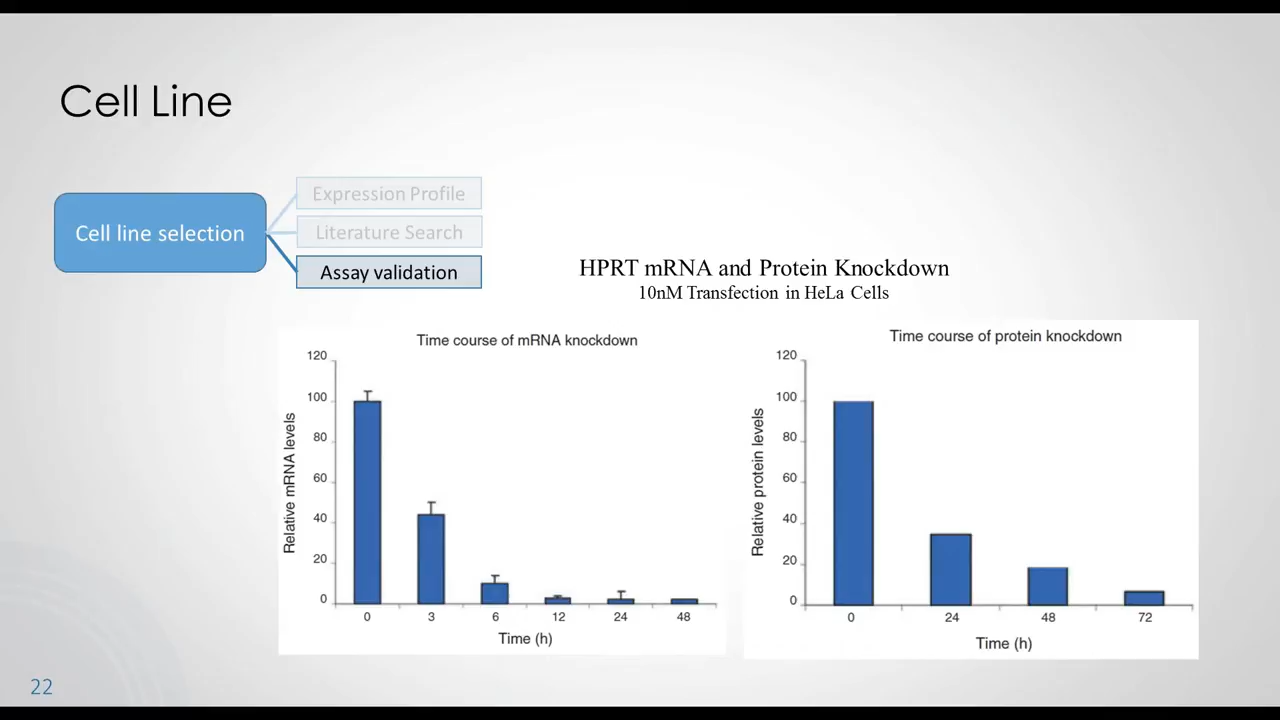 Cell Line
Cell line selection
Expression Profile
Literature Search
Assay validation
HPRT mRNA and Protein Knockdown
10nM Transfection in HeLa Cells
Time course of mRNA knockdown
Relative mRNA levels
120
100
80
60
40
20
0
0 3 6 12 24 48
Time (h)
Time course of protein knockdown
Relative protein levels
120
100
80
60
40
20
0
0 24 48 72
Time (h)
22